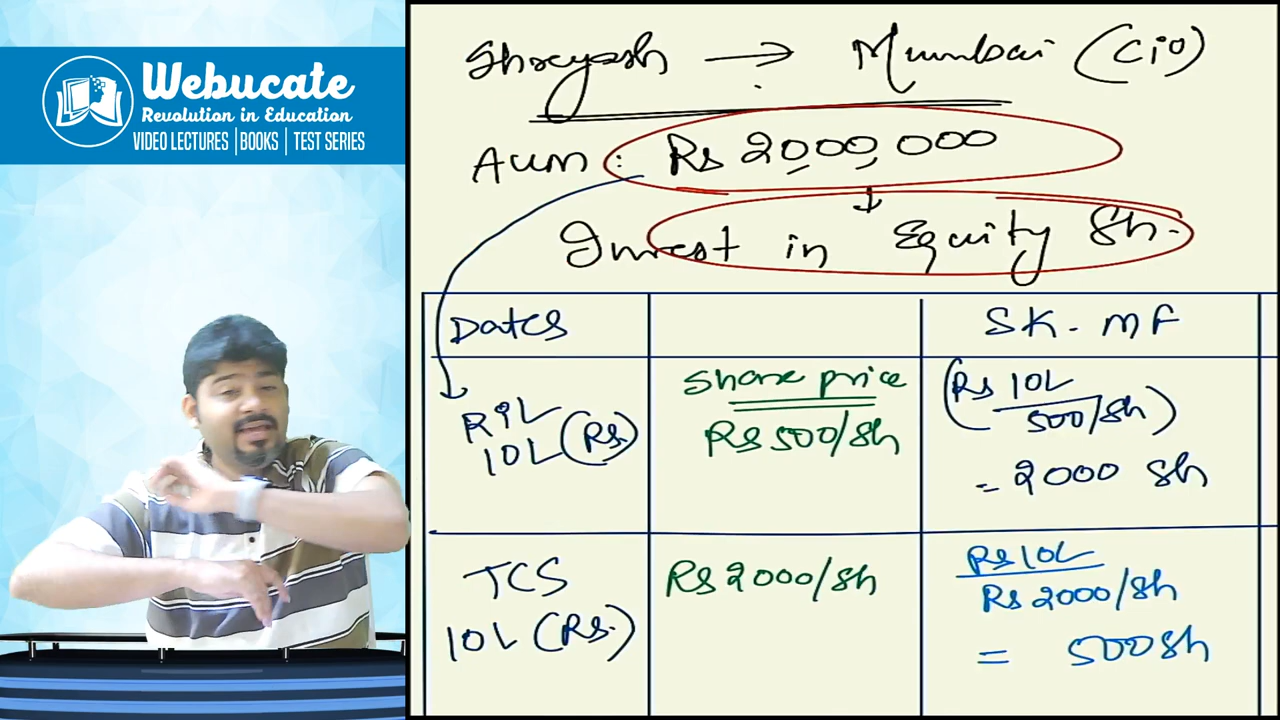 Webucate
Revolution in Education
VIDEO LECTURES | BOOKS | TEST SERIES
Shreyash → Mumbai (CiO)
AUM : Rs 2,000,000
Invest in Equity Sh.
Dates
SK. MF
RIL
10L (Rs.)
Share price
Rs 500/Sh
(Rs 10L
500/Sh)
= 2000 Sh
TCS
10L (Rs.)
Rs 2000/Sh
Rs 10L
Rs 2000/Sh
= 500 Sh